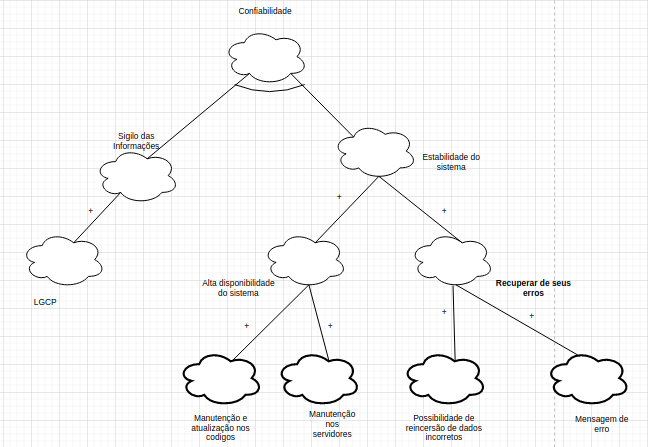 Confiabilidade
Sigilo das
Informações
Estabilidade do
sistema
+
+
+
LGCP
Alta disponibilidade
do sistema
Recuperar de seus
erros
+
+
+
+
Manutenção e
atualização nos
codigos
Manutenção
nos
servidores
Possibilidade de
reincersão de dados
incorretos
Mensagem de
erro